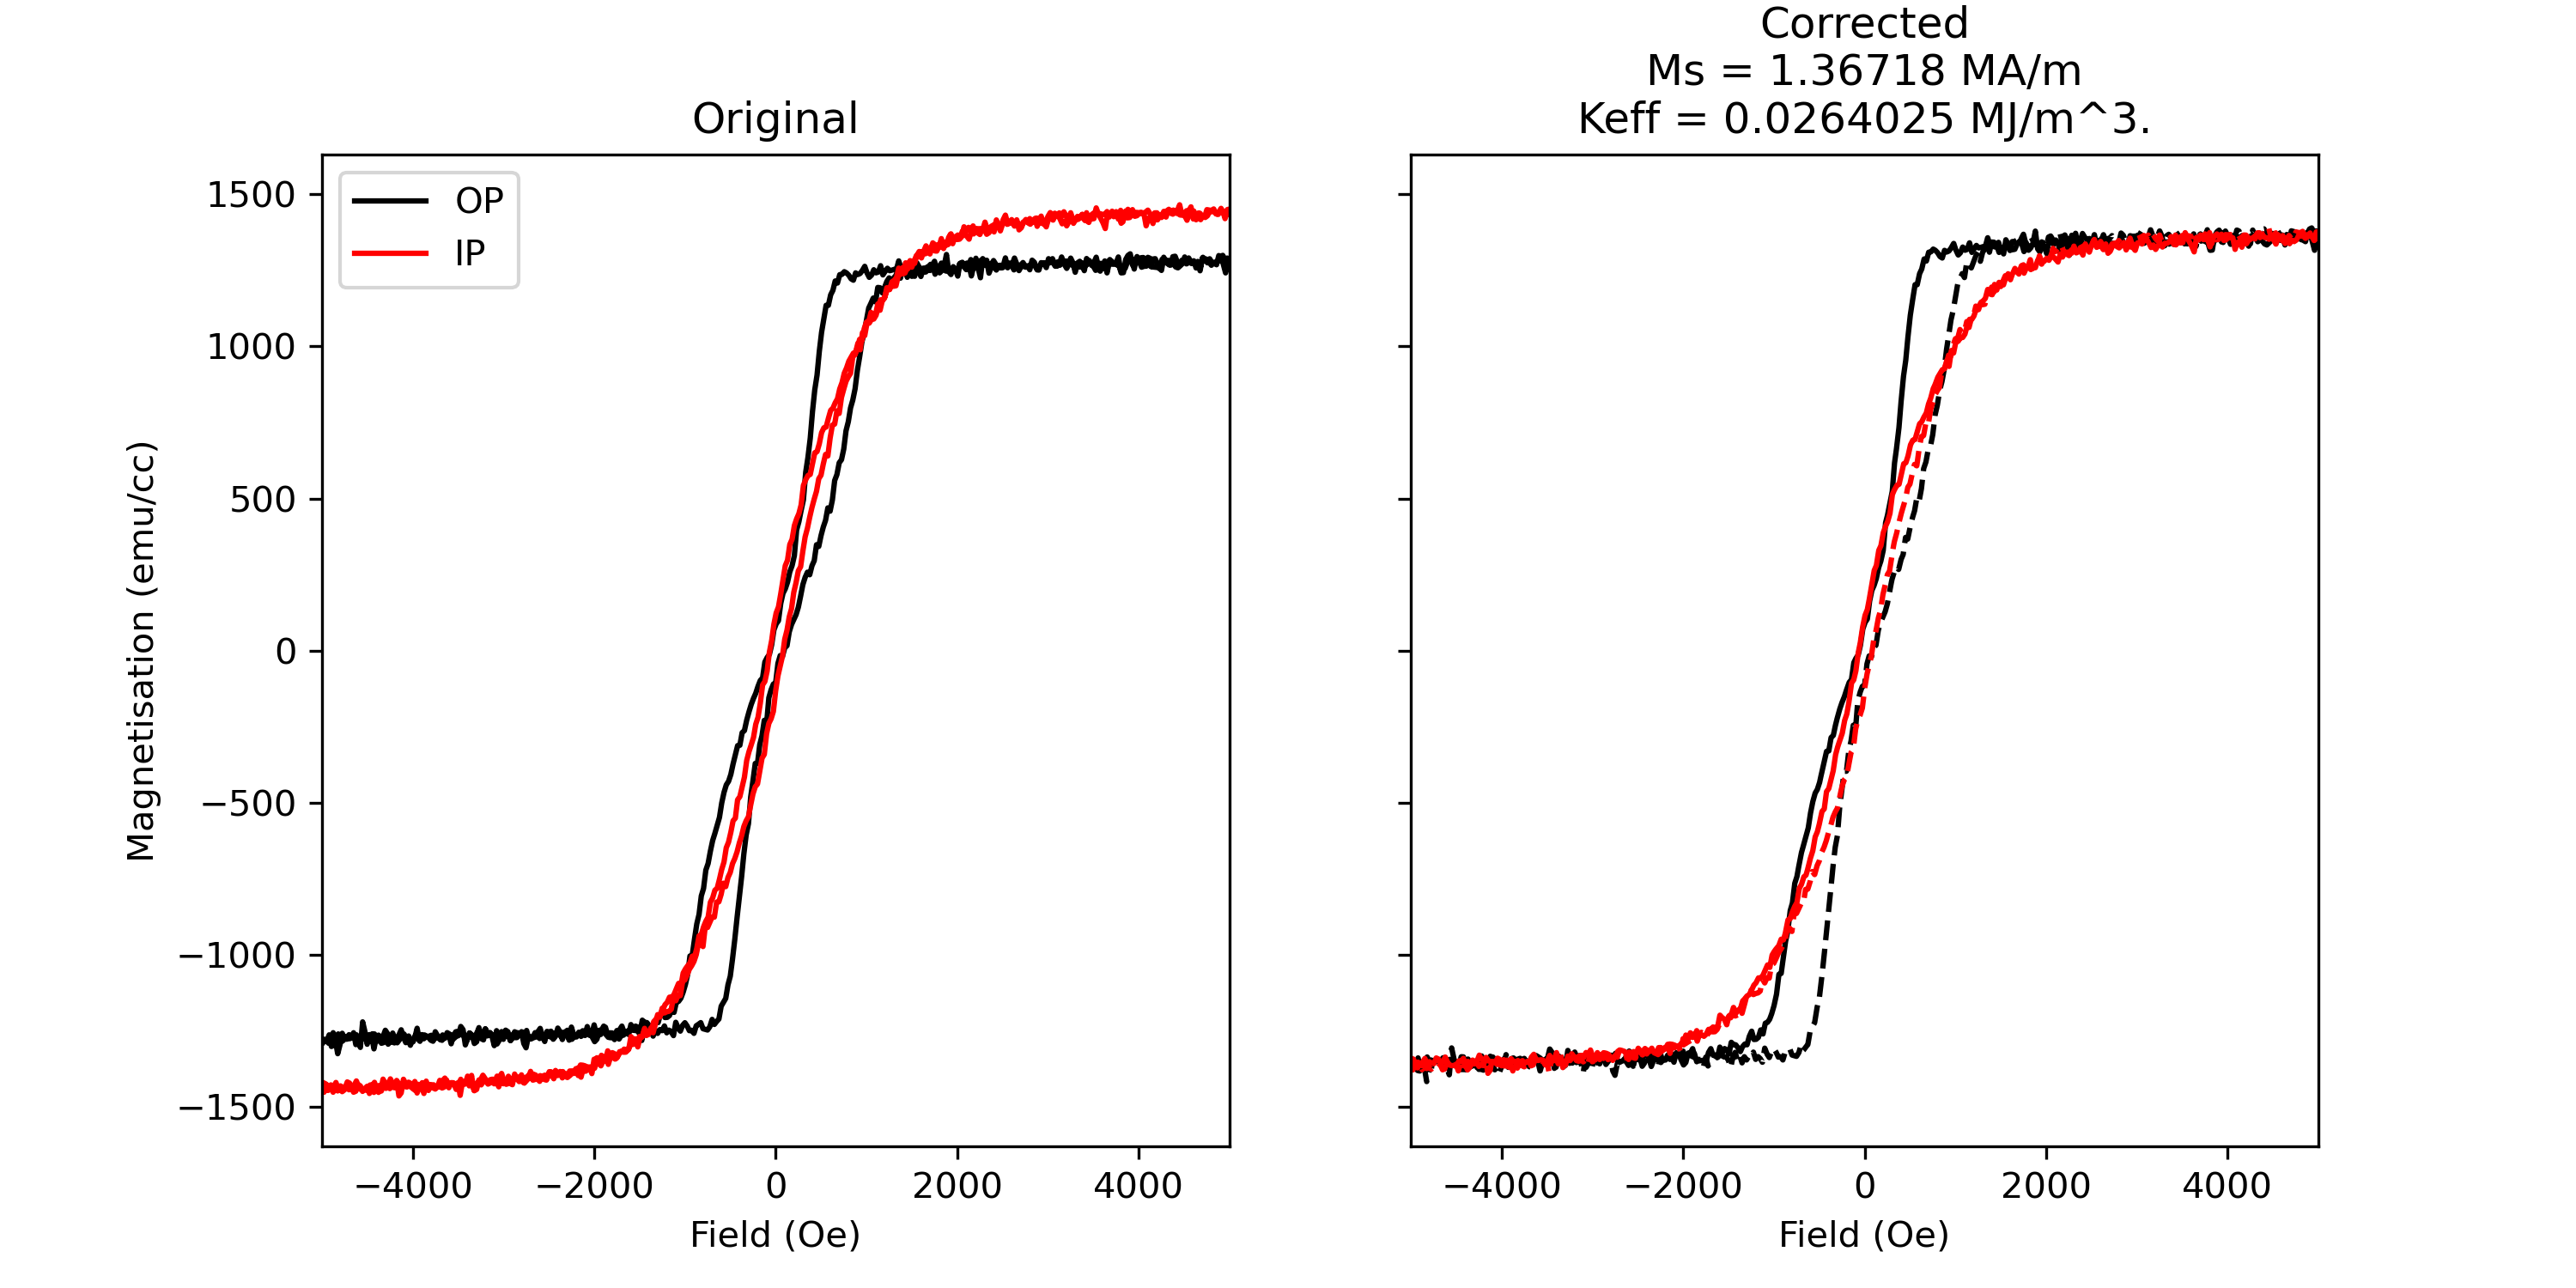 Original
OP
IP
1500
1000
500
0
−500
−1000
−1500
Magnetisation (emu/cc)
−4000 −2000 0 2000 4000
Field (Oe)
Corrected
Ms = 1.36718 MA/m
Keff = 0.0264025 MJ/m^3.
−4000 −2000 0 2000 4000
Field (Oe)